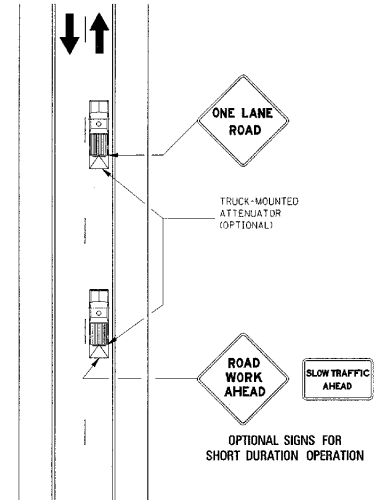 ONE LANE
ROAD
TRUCK-MOUNTED
ATTENUATOR
(OPTIONAL)
ROAD
WORK
AHEAD
SLOW TRAFFIC
AHEAD
OPTIONAL SIGNS FOR
SHORT DURATION OPERATION